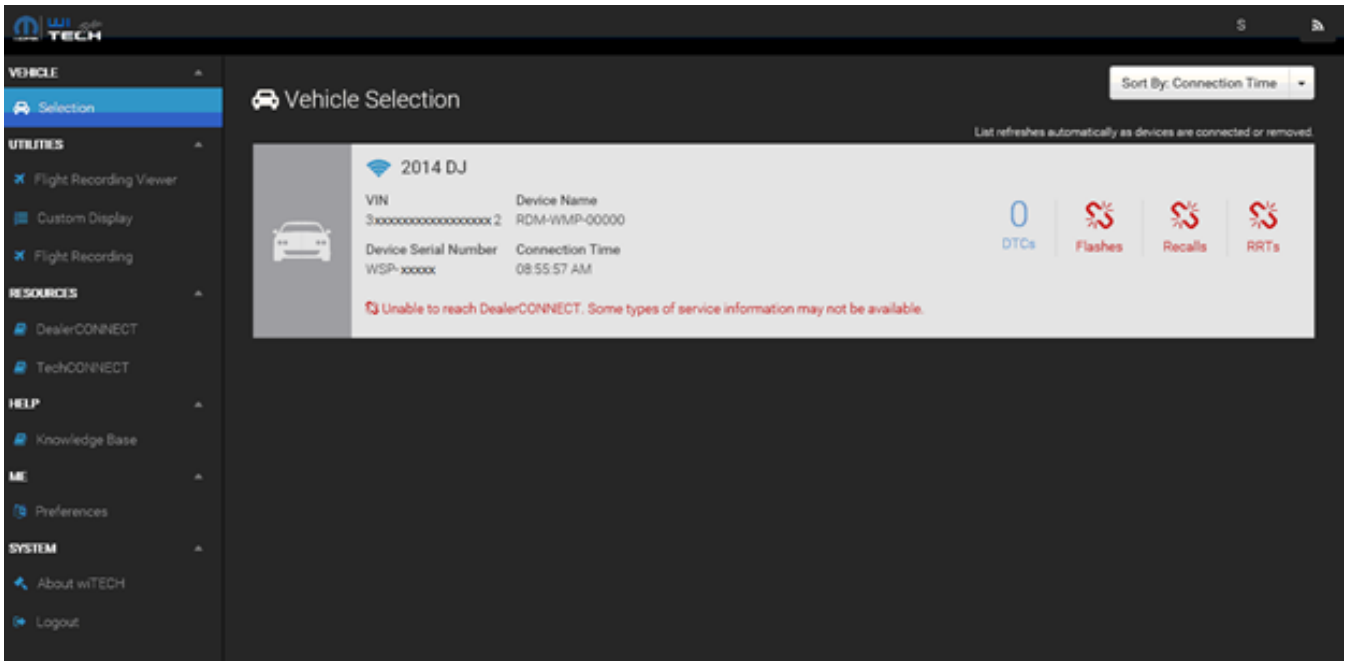 WI
TECH
S
VEHICLE
Selection
UTILITIES
Flight Recording Viewer
Custom Display
Flight Recording
RESOURCES
DealerCONNECT
TechCONNECT
HELP
Knowledge Base
ME
Preferences
SYSTEM
About wiTECH
Logout
Vehicle Selection
Sort By: Connection Time
List refreshes automatically as devices are connected or removed.
2014 DJ
VIN Device Name
3xxxxxxxxxxxxxxxxxx 2 RDM-WMP-00000
Device Serial Number Connection Time
WSP- xxxxx 08:55:57 AM
0
DTCs Flashes Recalls RRTs
Unable to reach DealerCONNECT. Some types of service information may not be available.